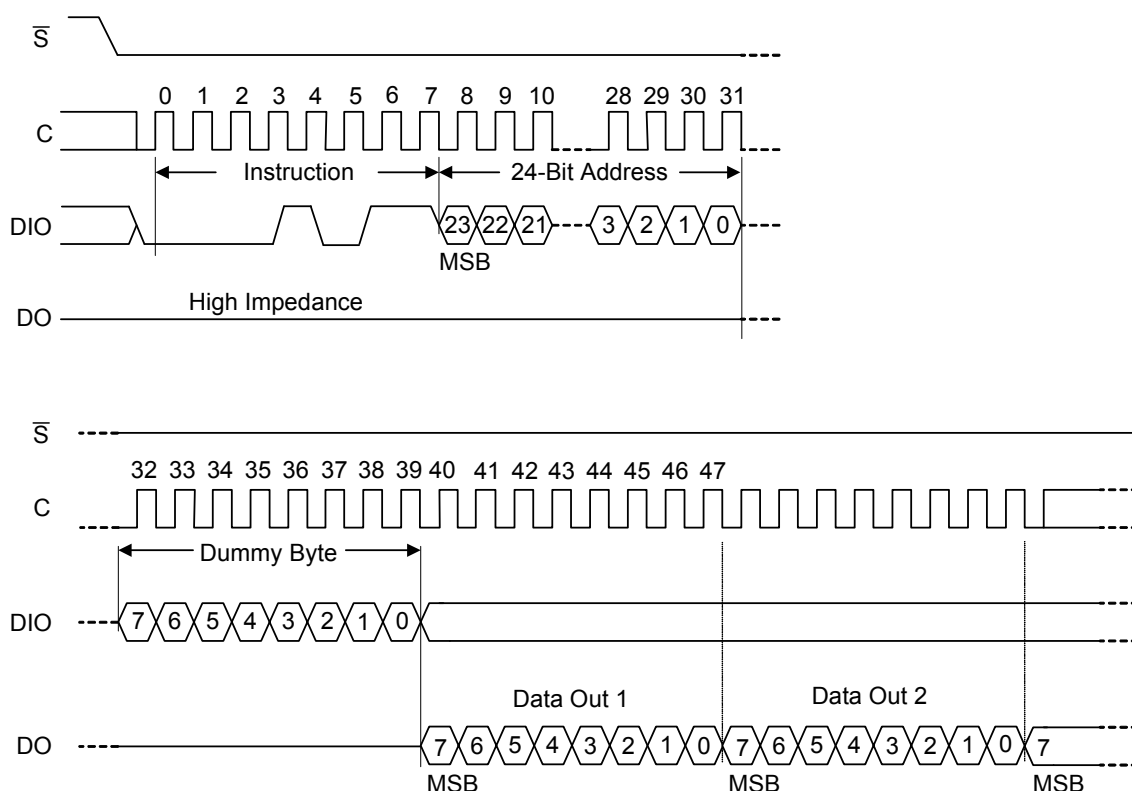 S
0 1 2 3 4 5 6 7 8 9 10 28 29 30 31
C
Instruction 24-Bit Address
DIO 23 22 21 3 2 1 0
MSB
High Impedance
DO
S
32 33 34 35 36 37 38 39 40 41 42 43 44 45 46 47
C
Dummy Byte
DIO 7 6 5 4 3 2 1 0
Data Out 1 Data Out 2
DO 7 6 5 4 3 2 1 0 7 6 5 4 3 2 1 0 7
MSB MSB MSB